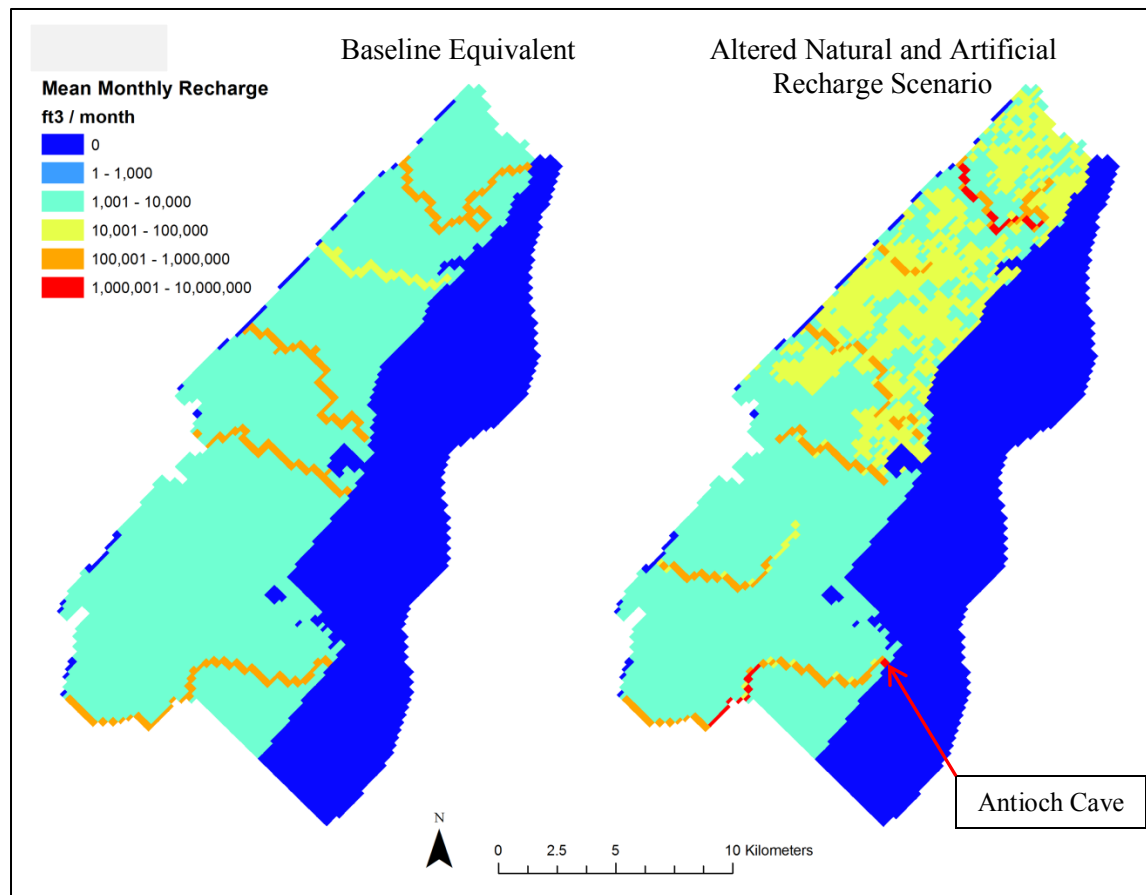 Baseline Equivalent
Altered Natural and Artificial
Recharge Scenario
Mean Monthly Recharge
ft3 / month
0
1 - 1,000
1,001 - 10,000
10,001 - 100,000
100,001 - 1,000,000
1,000,001 - 10,000,000
Antioch Cave
N
0 2.5 5 10 Kilometers